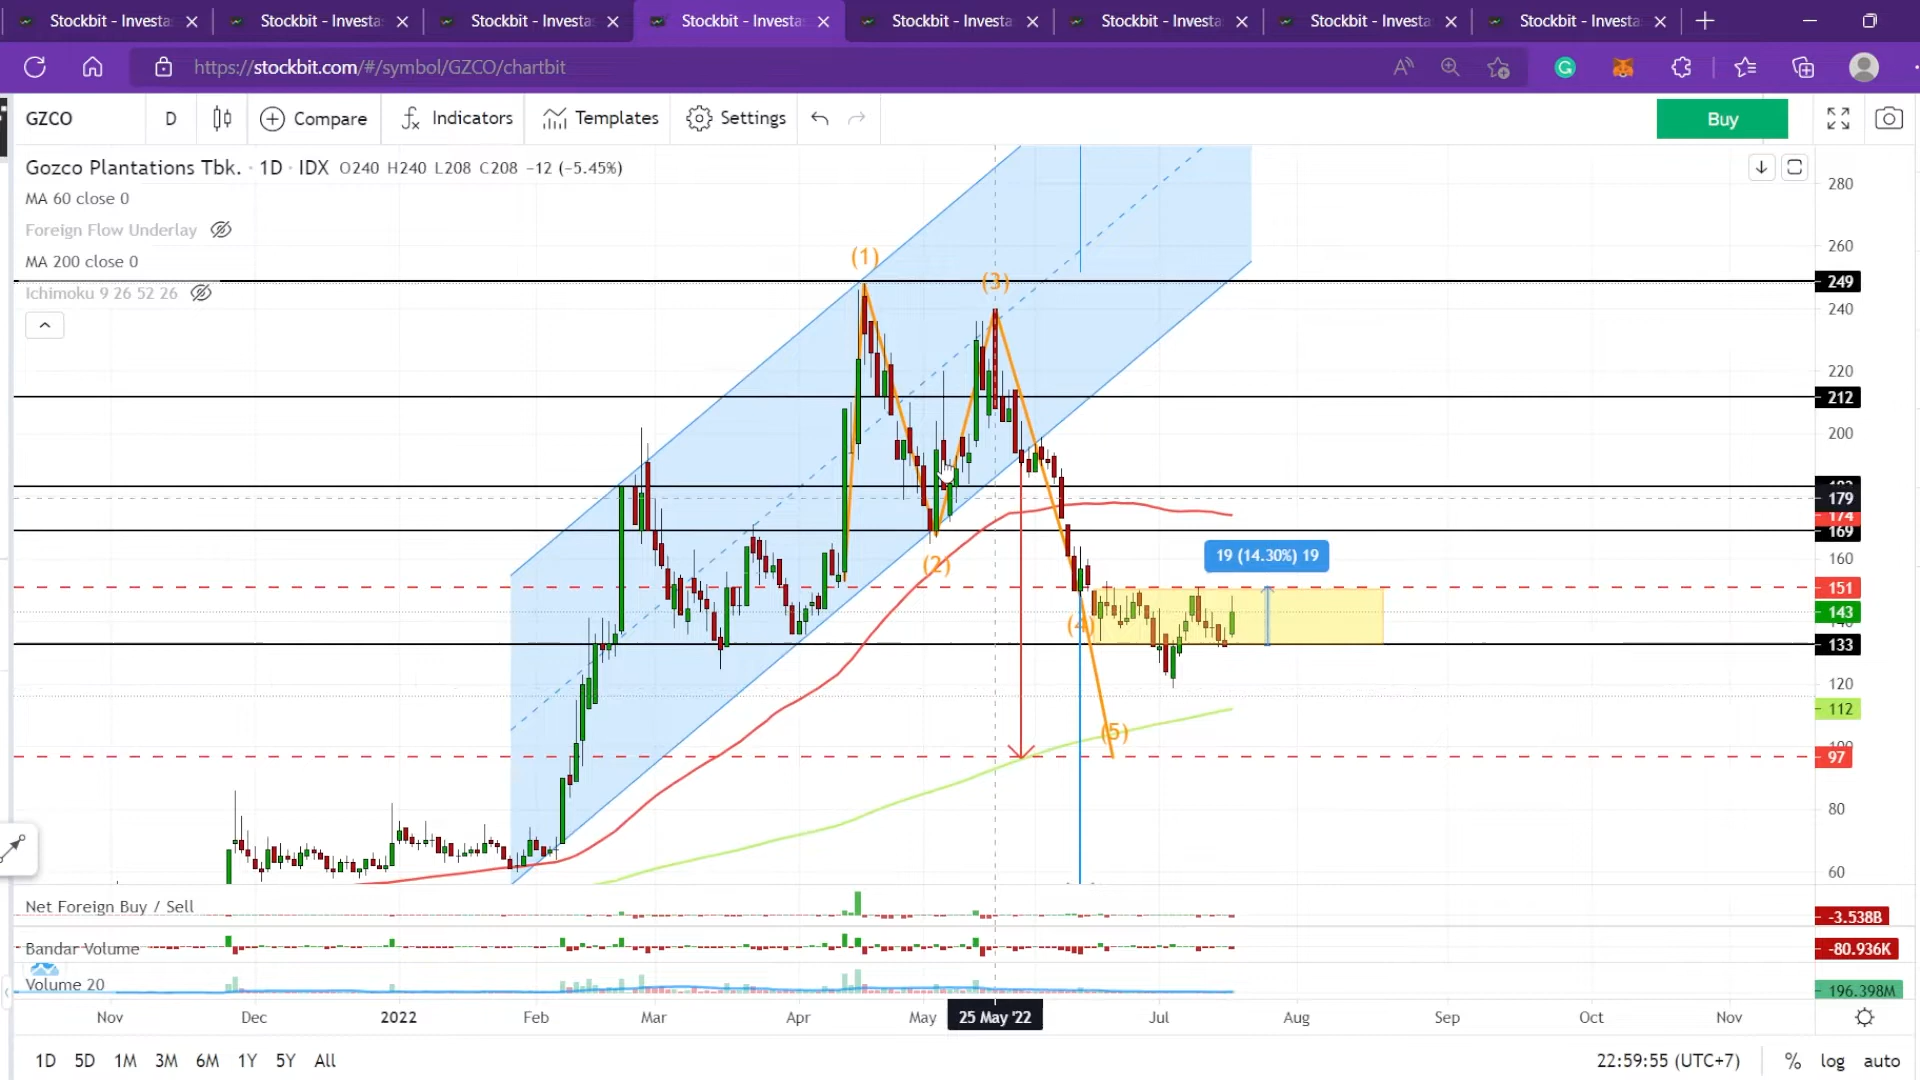 Stockbit - Investa Stockbit - Investa Stockbit - Investa Stockbit - Investa Stockbit - Investa Stockbit - Investa Stockbit - Investa Stockbit - Investa
https://stockbit.com/#/symbol/GZCO/chartbit
GZCO D Compare Indicators Templates Settings Buy
Gozco Plantations Tbk. · 1D · IDX O240 H240 L208 C208 −12 (−5.45%)
MA 60 close 0
Foreign Flow Underlay
MA 200 close 0
Ichimoku 9 26 52 26
(1)
(3)
(2)
(4)
(5)
19 (14.30%) 19
280
260
249
240
220
212
200
179
174
169
160
151
143
133
120
112
97
80
60
Net Foreign Buy / Sell
-3.538B
Bandar Volume
-80.936K
Volume 20
196.398M
Nov Dec 2022 Feb Mar Apr May 25 May '22 Jul Aug Sep Oct Nov
1D 5D 1M 3M 6M 1Y 5Y All 22:59:55 (UTC+7) % log auto